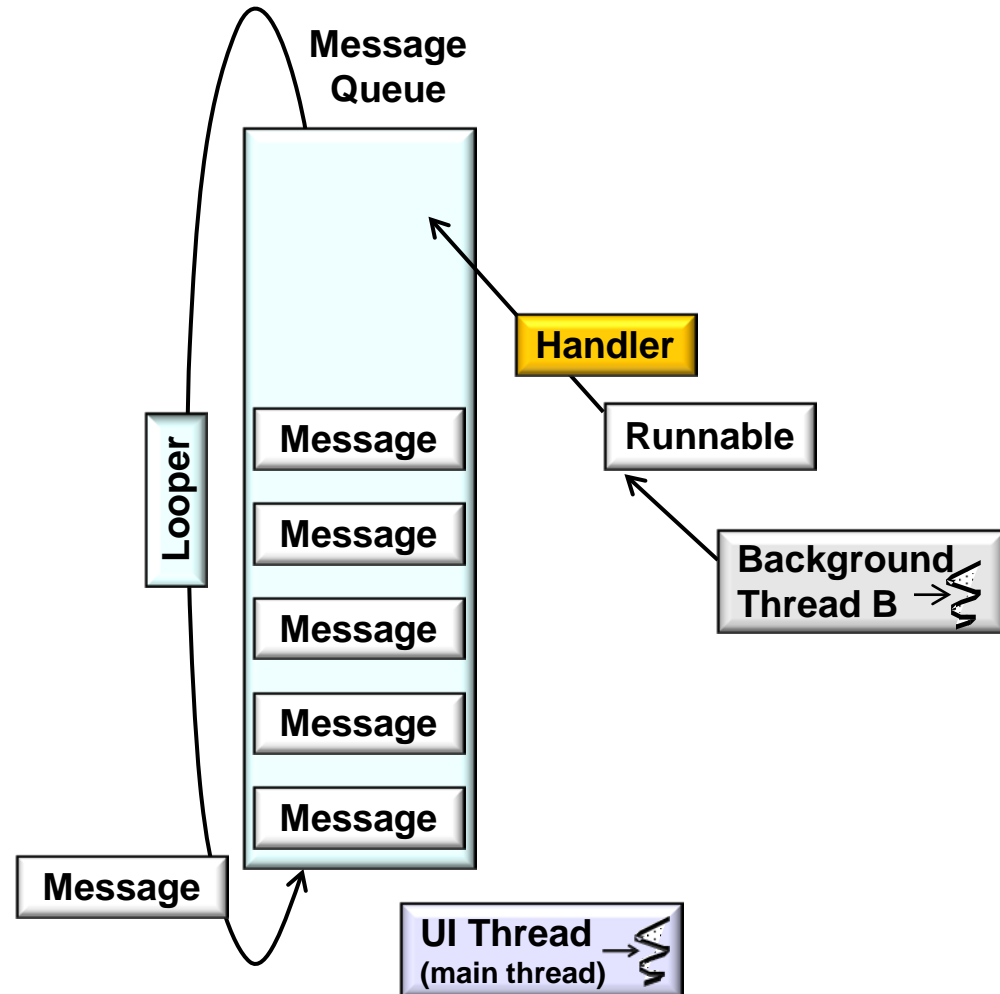 Message
Queue
Handler
Runnable
Message
Looper
Message
Background
Thread B
Message
Message
Message
Message
UI Thread
(main thread)